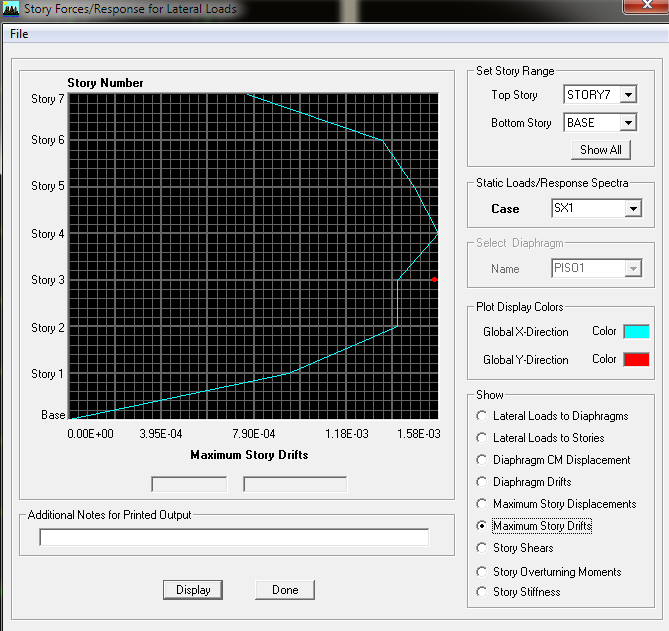 Story Forces/Response for Lateral Loads
File
Story Number
Story 7
Story 6
Story 5
Story 4
Story 3
Story 2
Story 1
Base
0.00E+00 3.95E-04 7.90E-04 1.18E-03 1.58E-03
Maximum Story Drifts
Additional Notes for Printed Output
Display Done
Set Story Range
Top Story STORY7
Bottom Story BASE
Show All
Static Loads/Response Spectra
Case SX1
Select Diaphragm
Name PISO1
Plot Display Colors
Global X-Direction Color
Global Y-Direction Color
Show
Lateral Loads to Diaphragms
Lateral Loads to Stories
Diaphragm CM Displacement
Diaphragm Drifts
Maximum Story Displacements
Maximum Story Drifts
Story Shears
Story Overturning Moments
Story Stiffness